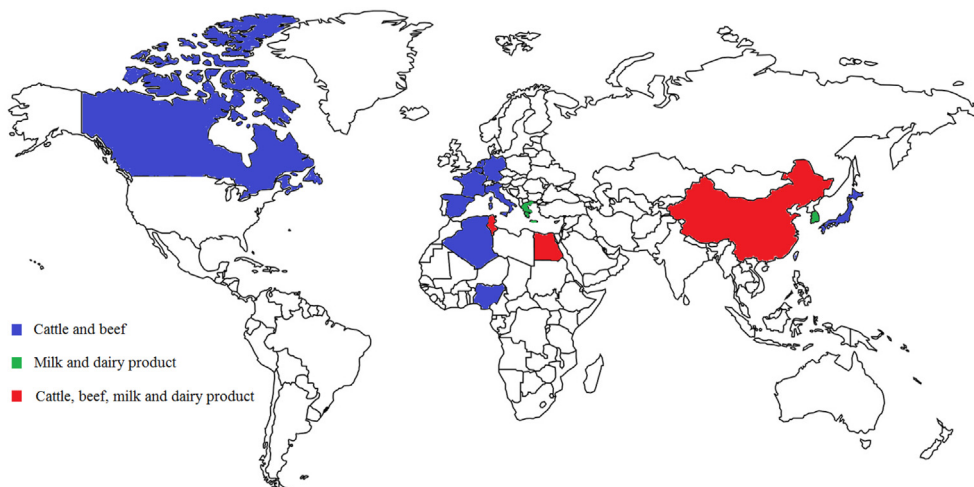 Cattle and beef
Milk and dairy product
Cattle, beef, milk and dairy product